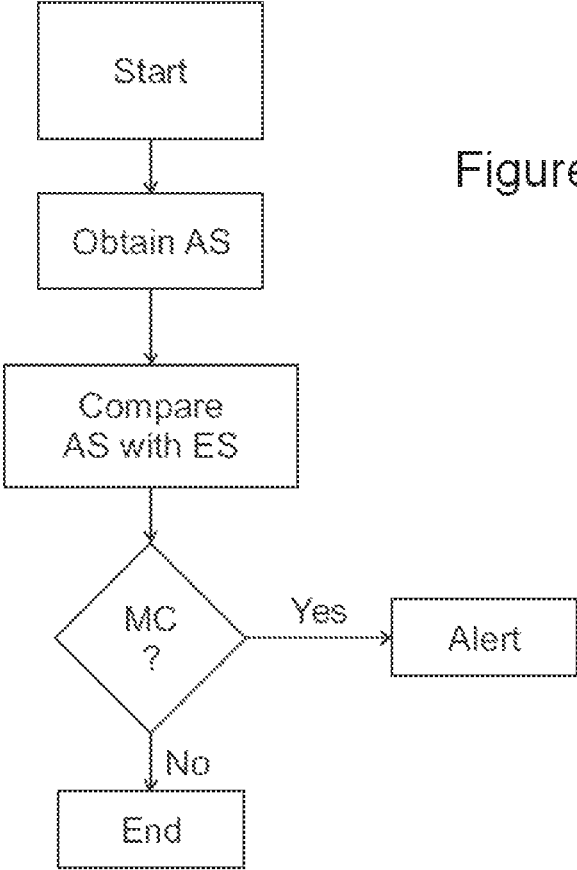 Start
Figure
Obtain AS
Compare
AS with ES
MC
?
Yes
Alert
No
End